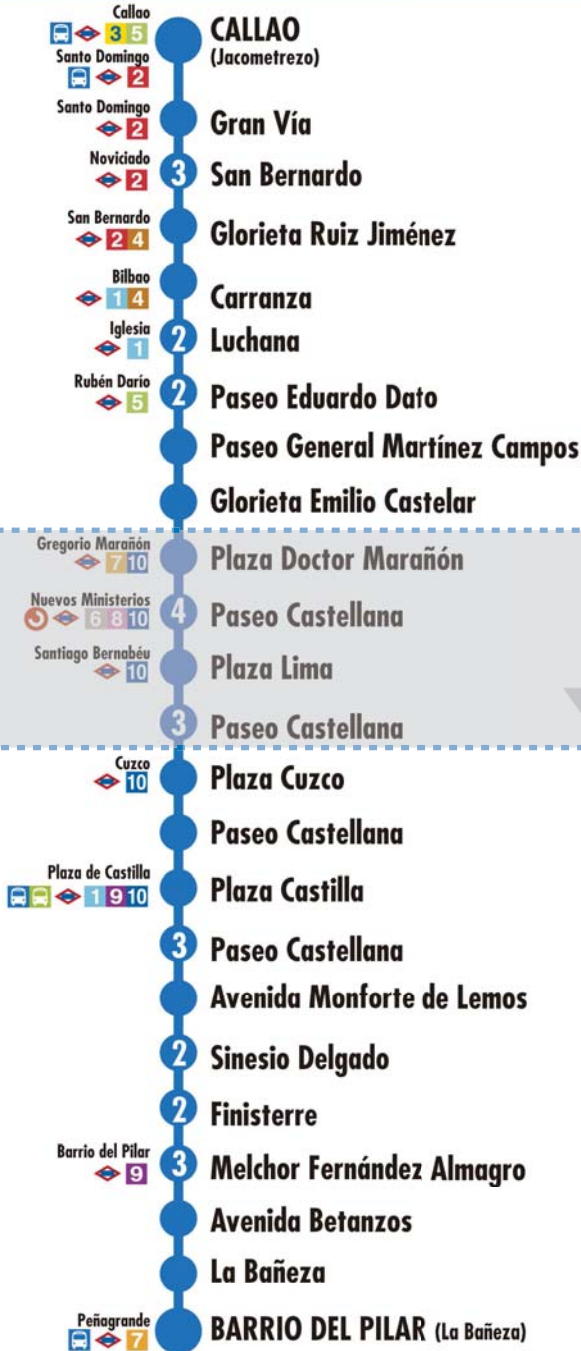 Callao
3 5
CALLAO
(Jacometrezo)
Santo Domingo
2
Santo Domingo
2
Gran Vía
Noviciado
2
3
San Bernardo
San Bernardo
2 4
Glorieta Ruiz Jiménez
Bilbao
1 4
Carranza
Iglesia
1
2
Luchana
Rubén Darío
5
2
Paseo Eduardo Dato
Paseo General Martínez Campos
Glorieta Emilio Castelar
Gregorio Marañón
7 10
Plaza Doctor Marañón
Nuevos Ministerios
6 8 10
4
Paseo Castellana
Santiago Bernabéu
10
Plaza Lima
3
Paseo Castellana
Cuzco
10
Plaza Cuzco
Paseo Castellana
Plaza de Castilla
1 9 10
Plaza Castilla
3
Paseo Castellana
Avenida Monforte de Lemos
2
Sinesio Delgado
2
Finisterre
Barrio del Pilar
9
3
Melchor Fernández Almagro
Avenida Betanzos
La Bañeza
Peñagrande
7
BARRIO DEL PILAR (La Bañeza)